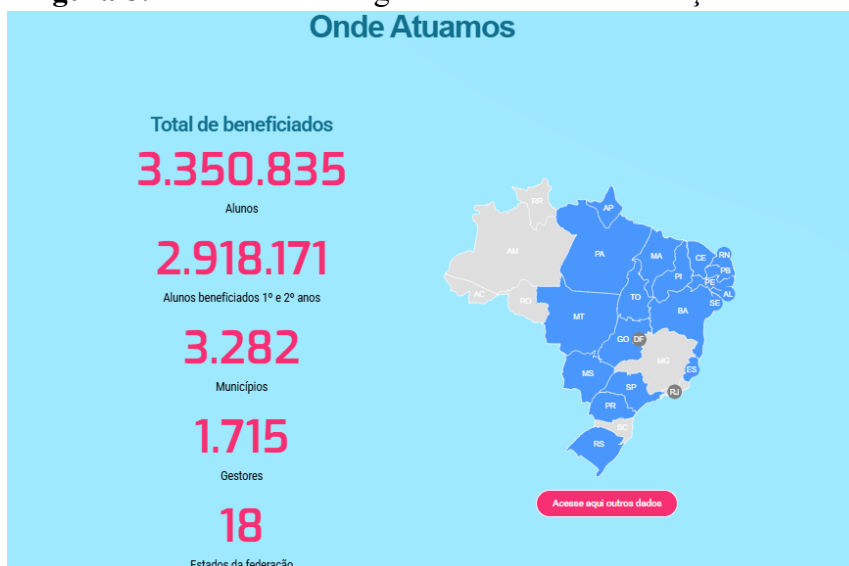 Onde Atuamos
Total de beneficiados
3.350.835
Alunos
2.918.171
Alunos beneficiados 1º e 2º anos
3.282
Municípios
1.715
Gestores
18
Estados da federação
RR
AP
AM
PA
MA
CE
RN
PB
PI
PE
AC
RO
TO
AL
SE
BA
MT
GO
DF
MG
MS
ES
SP
RJ
PR
SC
RS
Acesse aqui outros dados